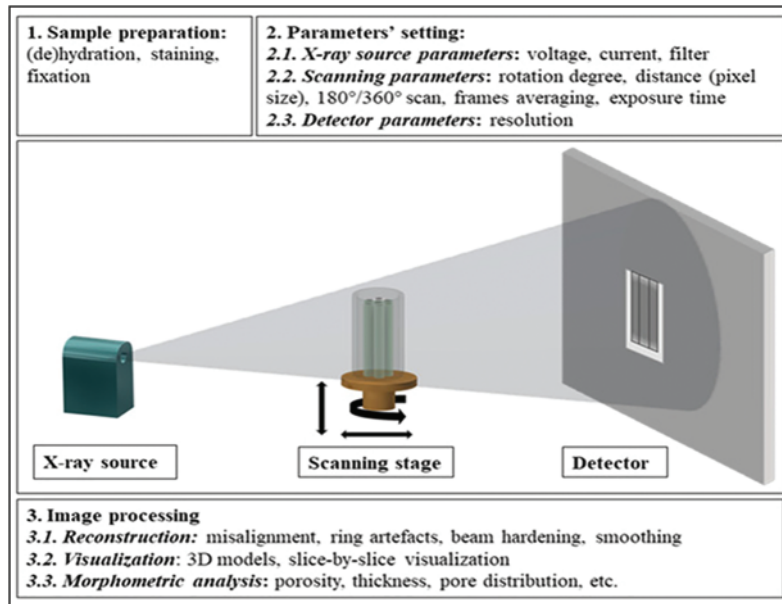 1. Sample preparation:
(de)hydration, staining,
fixation
2. Parameters' setting:
2.1. X-ray source parameters: voltage, current, filter
2.2. Scanning parameters: rotation degree, distance (pixel
size), 180°/360° scan, frames averaging, exposure time
2.3. Detector parameters: resolution
X-ray source
Scanning stage
Detector
3. Image processing
3.1. Reconstruction: misalignment, ring artefacts, beam hardening, smoothing
3.2. Visualization: 3D models, slice-by-slice visualization
3.3. Morphometric analysis: porosity, thickness, pore distribution, etc.